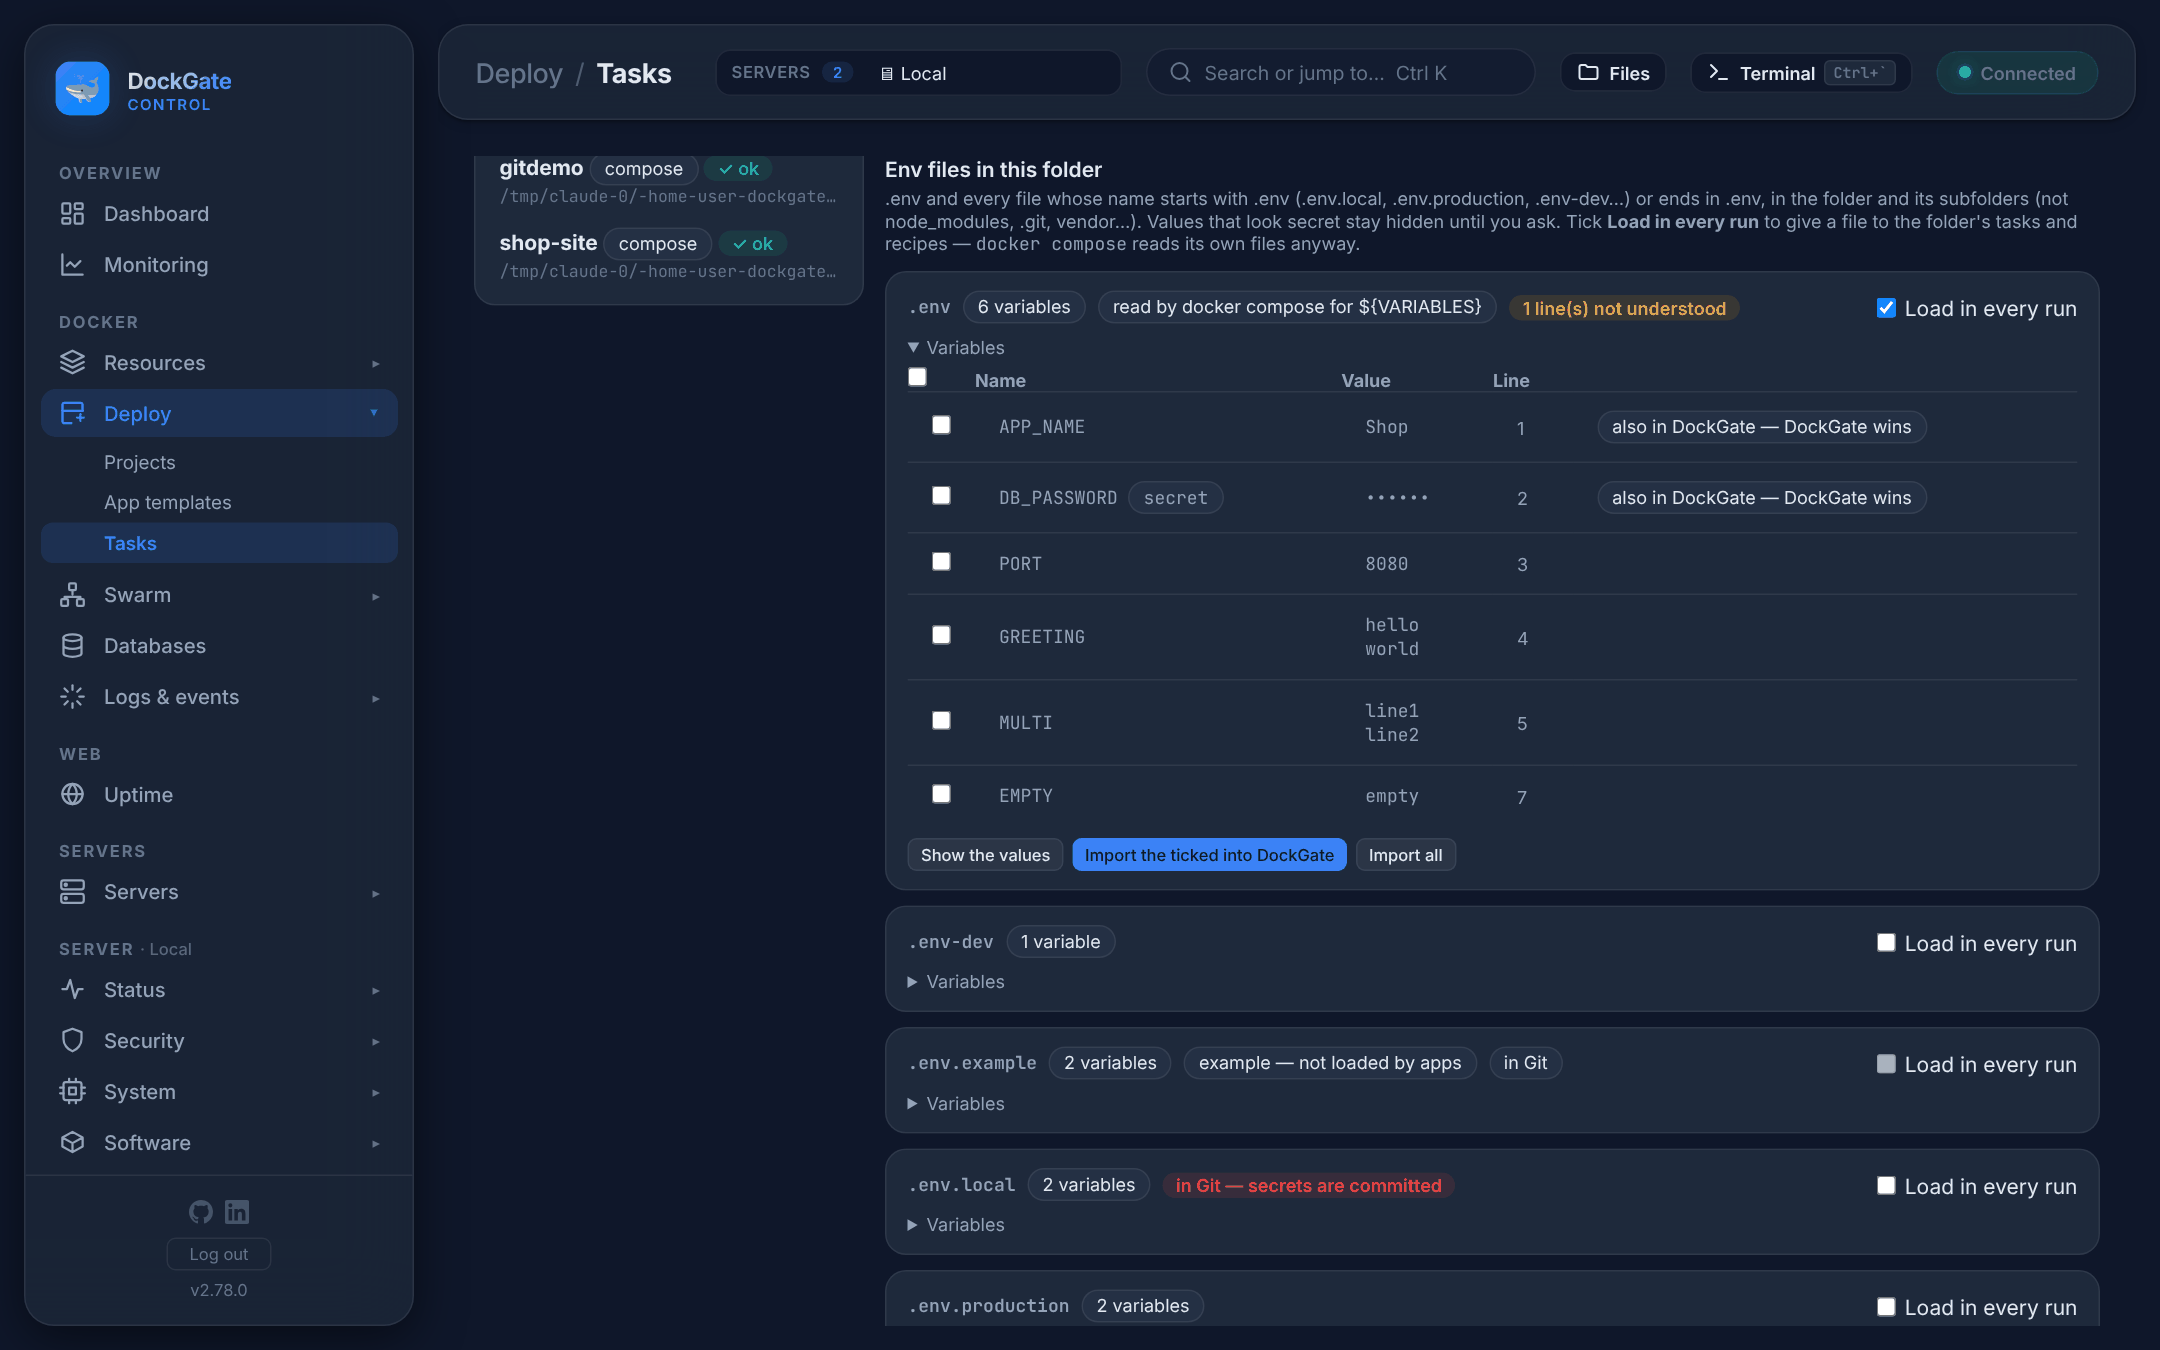 DockGate
CONTROL
OVERVIEW
Dashboard
Monitoring
DOCKER
Resources
Deploy
Projects
App templates
Tasks
Swarm
Databases
Logs & events
WEB
Uptime
SERVERS
Servers
SERVER · Local
Status
Security
System
Software
Log out
v2.78.0
Deploy / Tasks
SERVERS 2 Local
Search or jump to... Ctrl K
Files
Terminal Ctrl+`
Connected
gitdemo compose ✓ ok
/tmp/claude-0/-home-user-dockgate…
shop-site compose ✓ ok
/tmp/claude-0/-home-user-dockgate…
Env files in this folder
.env and every file whose name starts with .env (.env.local, .env.production, .env-dev...) or ends in .env, in the folder and its subfolders (not
node_modules, .git, vendor...). Values that look secret stay hidden until you ask. Tick Load in every run to give a file to the folder's tasks and
recipes — docker compose reads its own files anyway.
.env 6 variables read by docker compose for ${VARIABLES} 1 line(s) not understood Load in every run
▼ Variables
Name Value Line
APP_NAME Shop 1 also in DockGate — DockGate wins
DB_PASSWORD secret •••••• 2 also in DockGate — DockGate wins
PORT 8080 3
GREETING hello world 4
MULTI line1 line2 5
EMPTY empty 7
Show the values Import the ticked into DockGate Import all
.env-dev 1 variable Load in every run
▶ Variables
.env.example 2 variables example — not loaded by apps in Git Load in every run
▶ Variables
.env.local 2 variables in Git — secrets are committed Load in every run
▶ Variables
.env.production 2 variables Load in every run